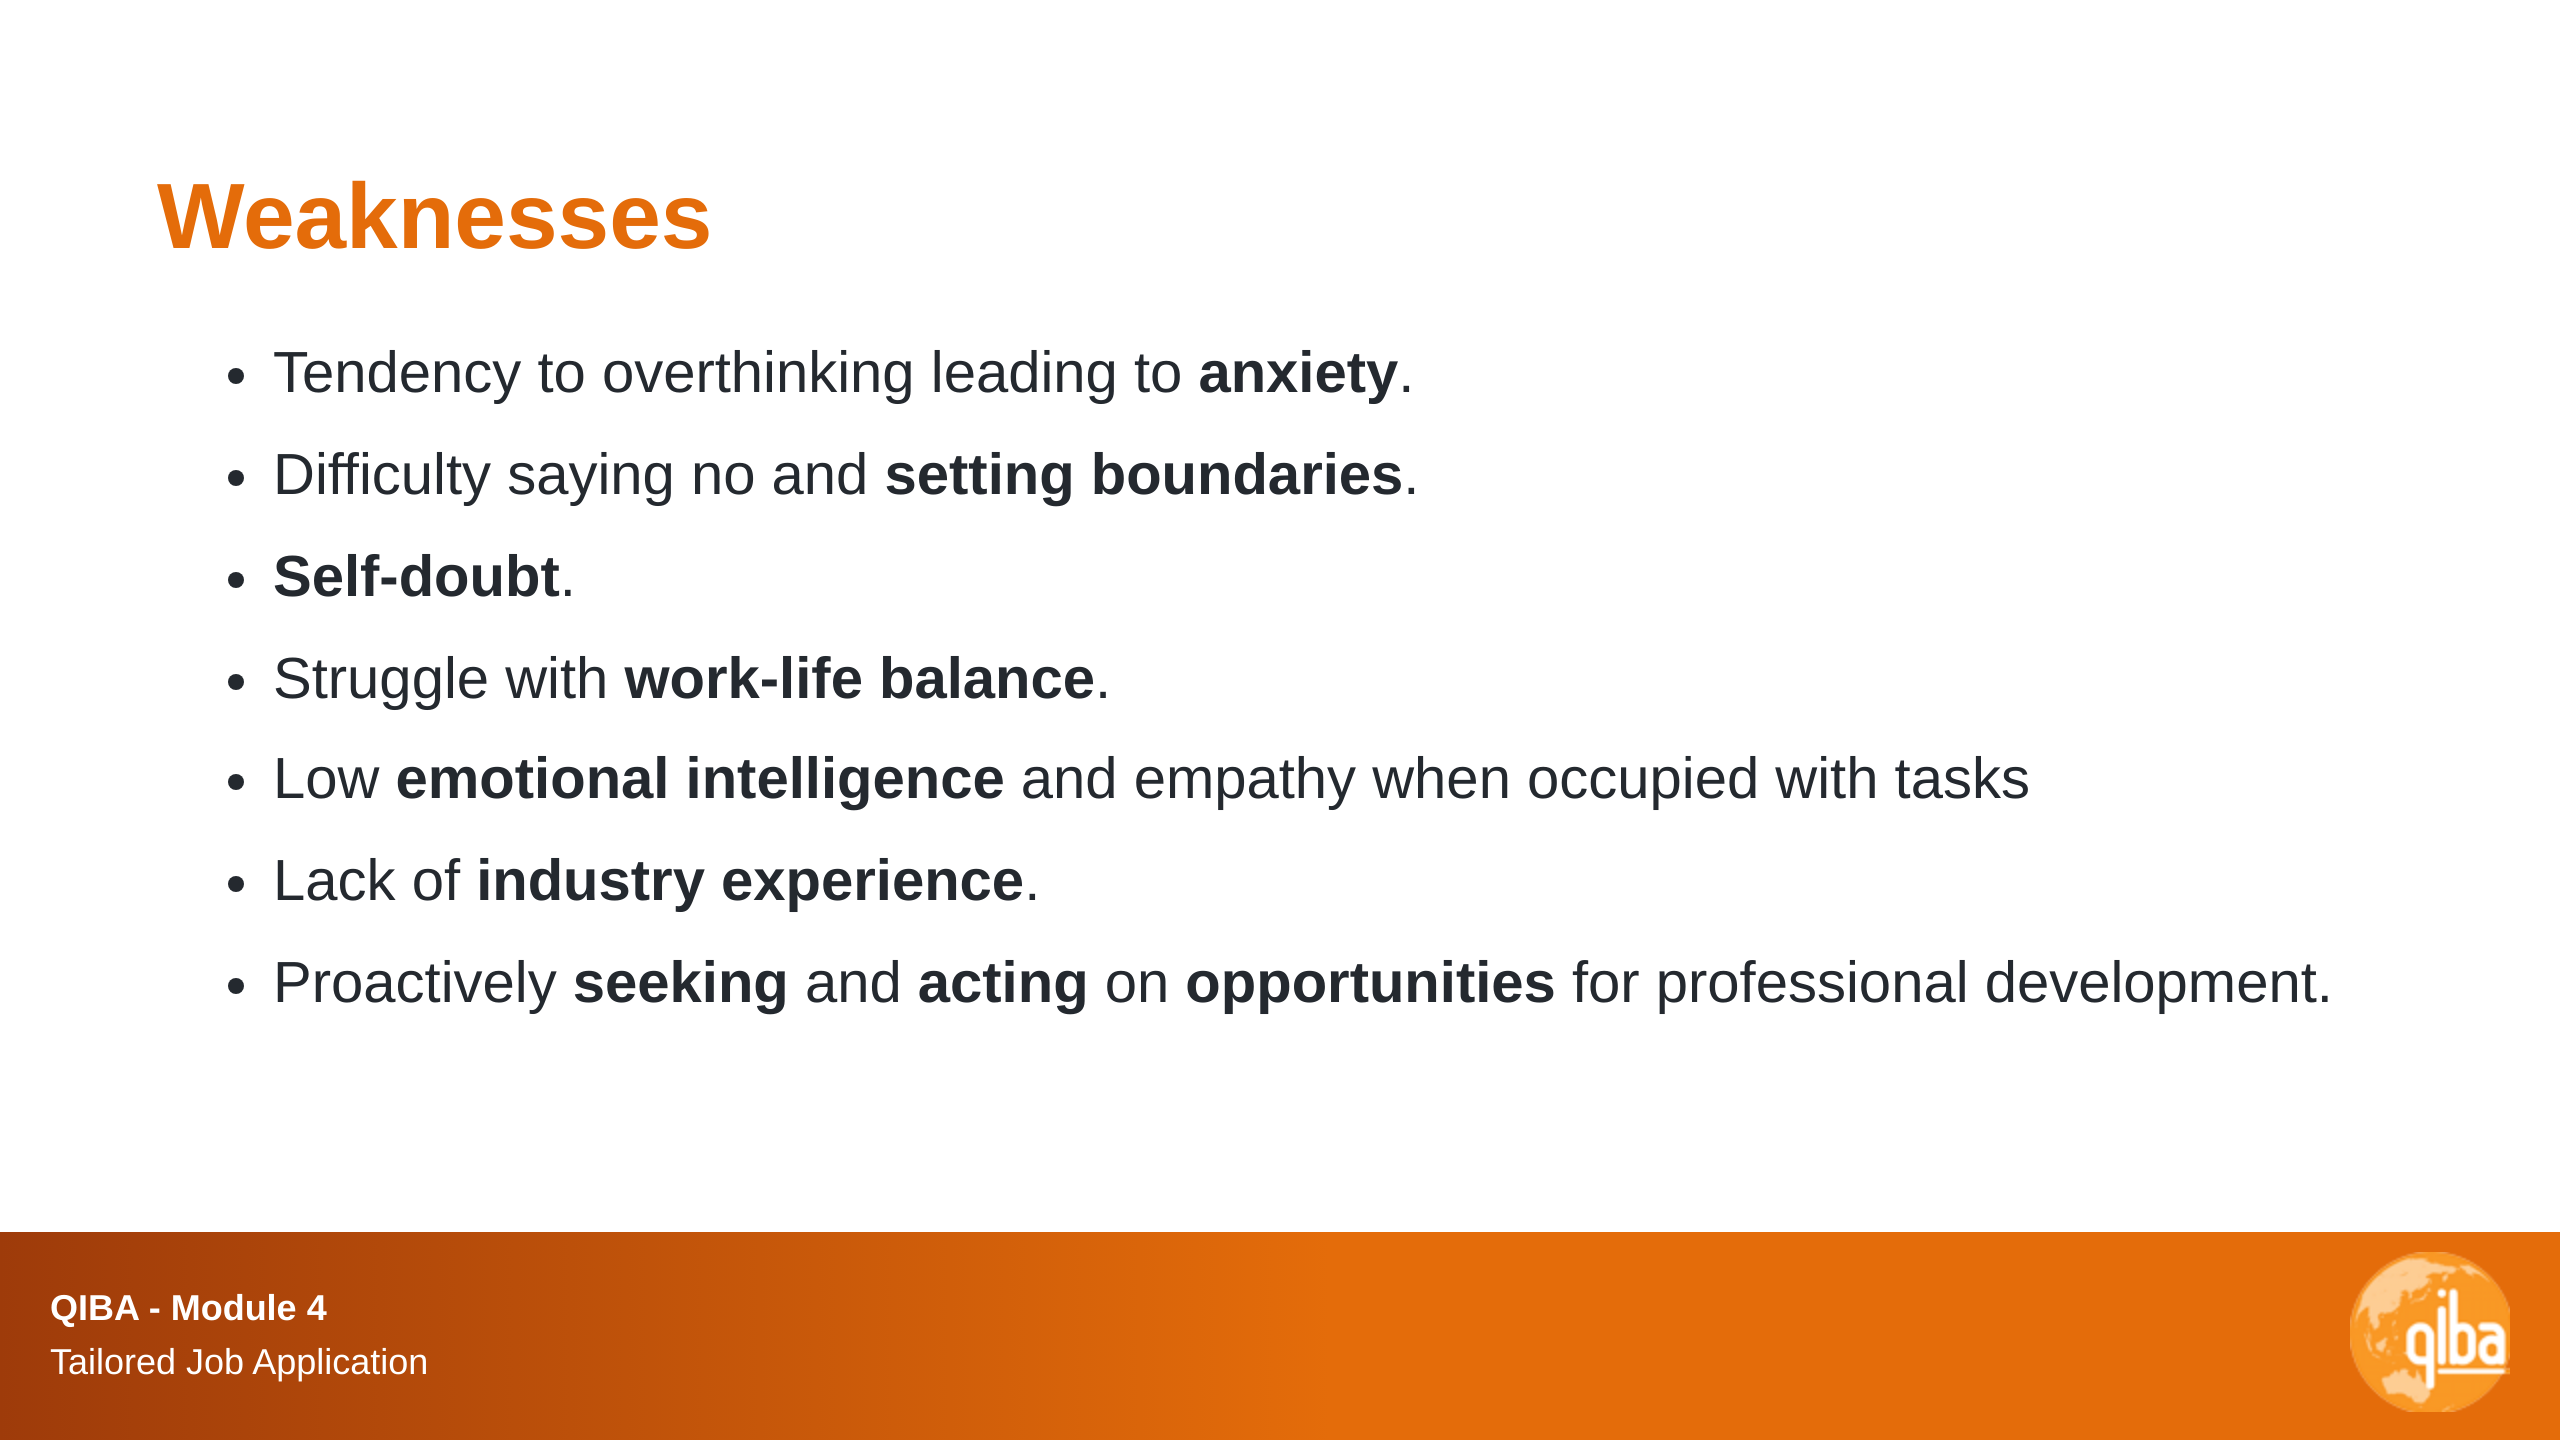 Weaknesses
• Tendency to overthinking leading to anxiety.
• Difficulty saying no and setting boundaries.
• Self-doubt.
• Struggle with work-life balance.
• Low emotional intelligence and empathy when occupied with tasks
• Lack of industry experience.
• Proactively seeking and acting on opportunities for professional development.
QIBA - Module 4
Tailored Job Application
qiba